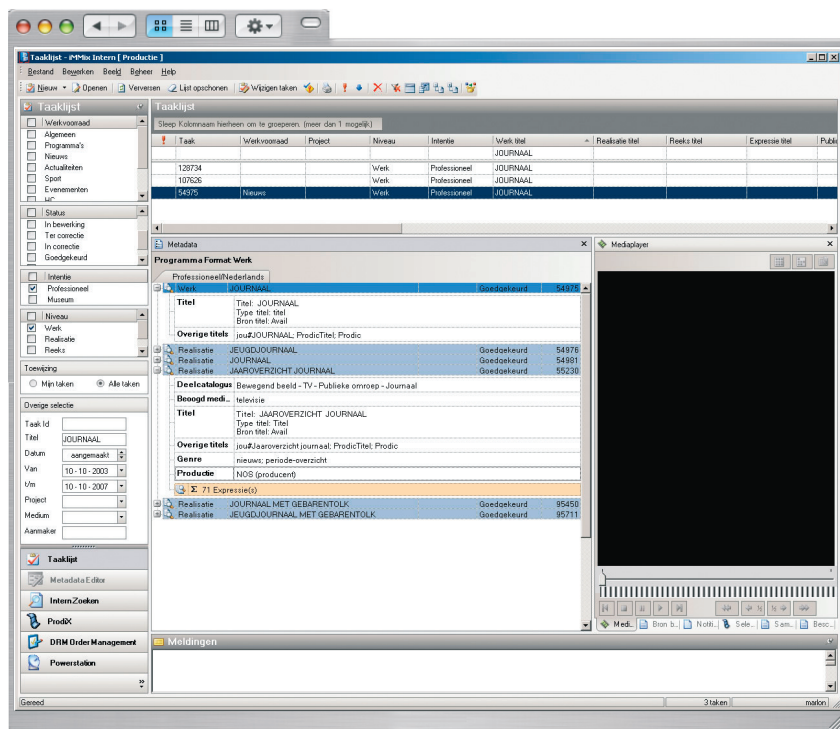 Taaklijst - iMMix Intern [ Productie ]
Bestand Bewerken Beeld Beheer Help
Nieuw Openen Verversen Lijst opschonen Wijzigen taken
Taaklijst
Werkvoorraad
Algemeen
Programma's
Nieuws
Actualiteiten
Sport
Evenementen
HC
Status
In bewerking
Ter correctie
In correctie
Goedgekeurd
Intentie
Professioneel
Museum
Niveau
Werk
Realisatie
Reeks
Toewijzing
Mijn taken Alle taken
Overige selectie
Taak Id
Titel JOURNAAL
Datum aangemaakt
Van 10 - 10 - 2003
t/m 10 - 10 - 2007
Project
Medium
Aanmaker
Taaklijst
Metadata Editor
Intern Zoeken
ProdiX
DRM Order Management
Powerstation
Taaklijst
Sleep Kolomnaam hierheen om te groeperen. (meer dan 1 mogelijk)
Taak Werkvoorraad Project Niveau Intentie Werk titel Realisatie titel Reeks titel Expressie titel Public
JOURNAAL
128734 Werk Professioneel JOURNAAL
107626 Werk Professioneel JOURNAAL
54975 Nieuws Werk Professioneel JOURNAAL
Metadata
Programma Format Werk
Professioneel/Nederlands
Werk JOURNAAL Goedgekeurd 54975
Titel Titel: JOURNAAL
Type titel: titel
Bron titel: Avail
Overige titels jou#JOURNAAL; ProdicTitel; Prodic
Realisatie JEUGDJOURNAAL Goedgekeurd 54976
Realisatie JOURNAAL Goedgekeurd 54981
Realisatie JAAROVERZICHT JOURNAAL Goedgekeurd 55230
Deelcatalogus Bewegend beeld - TV - Publieke omroep - Journaal
Beoogd medi... televisie
Titel Titel: JAAROVERZICHT JOURNAAL
Type titel: Titel
Bron titel: Avail
Overige titels jou#Jaaroverzicht journaal; ProdicTitel; Prodic
Genre nieuws; periode-overzicht
Productie NOS (producent)
Σ 71 Expressie(s)
Realisatie JOURNAAL MET GEBARENTOLK Goedgekeurd 95450
Realisatie JEUGDJOURNAAL MET GEBARENTOLK Goedgekeurd 95711
Mediaplayer
Medi... Bron b... Notiti... Sele... Sam... Besc...
Meldingen
Gereed 3 taken marlon